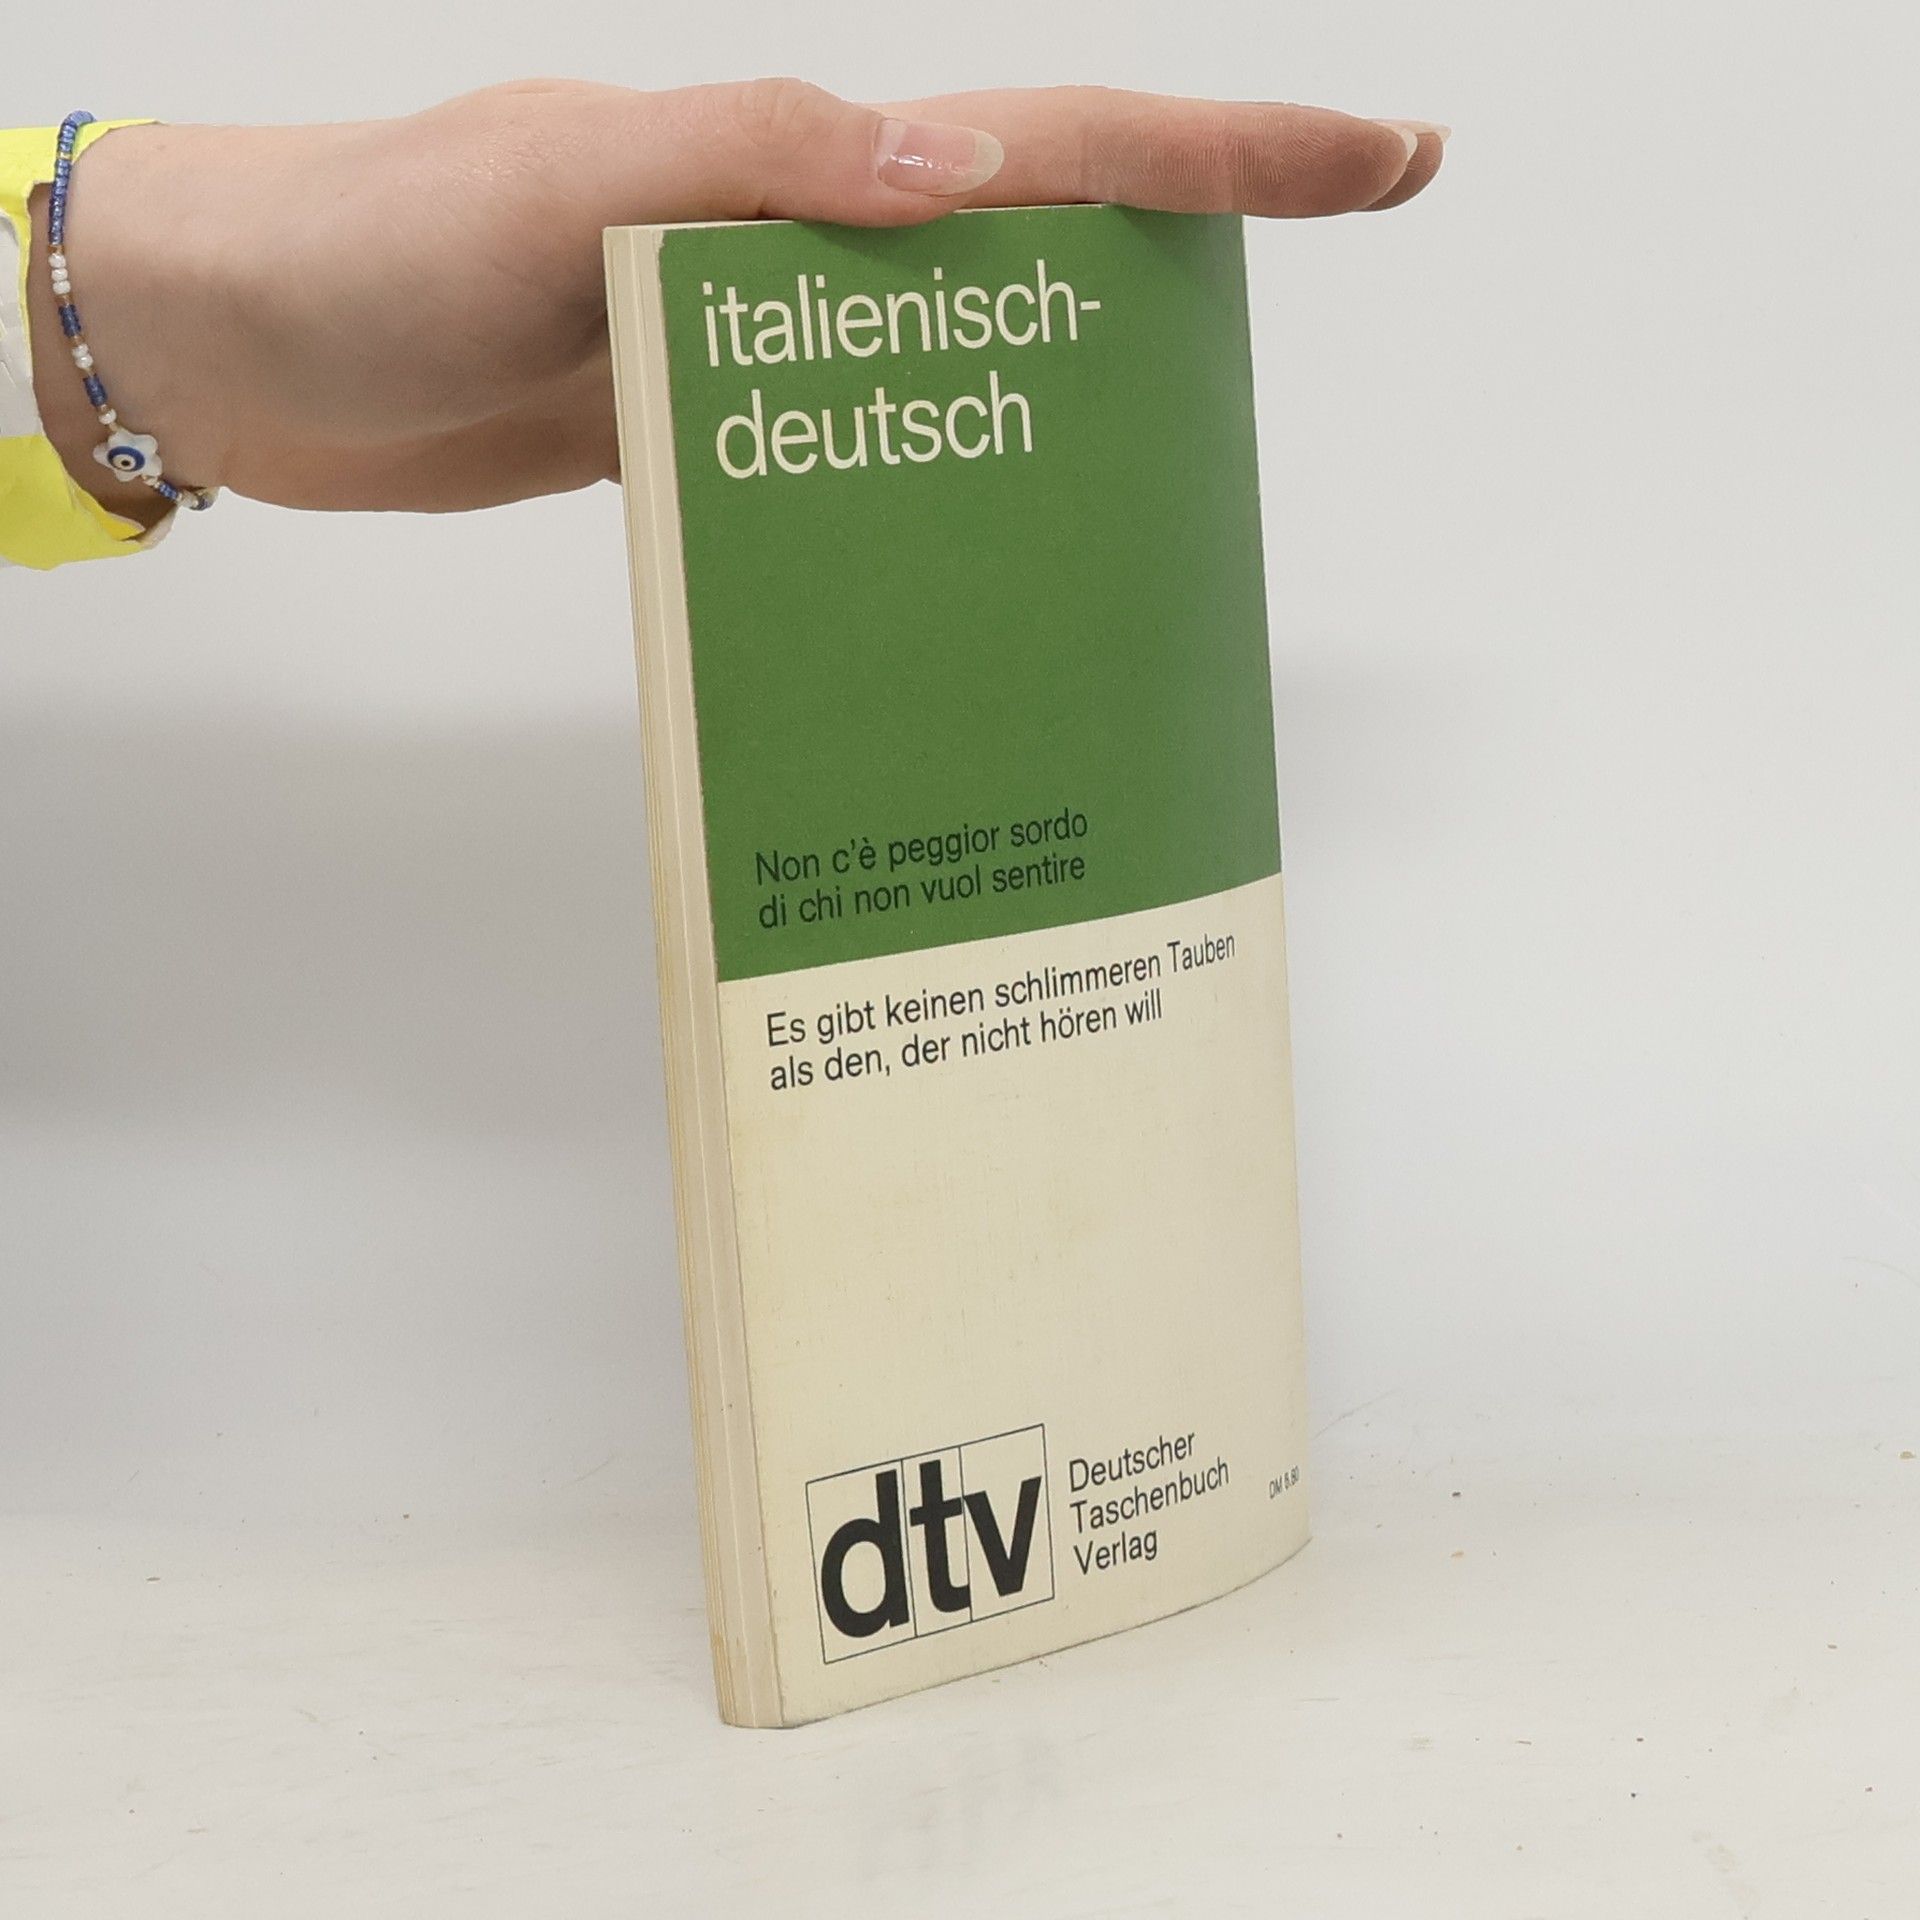 italienisch-
deutsch
Non c'è peggior sordo
di chi non vuol sentire
Es gibt keinen schlimmeren Tauben
als den, der nicht hören will
dtv
Deutscher
Taschenbuch
Verlag
DM